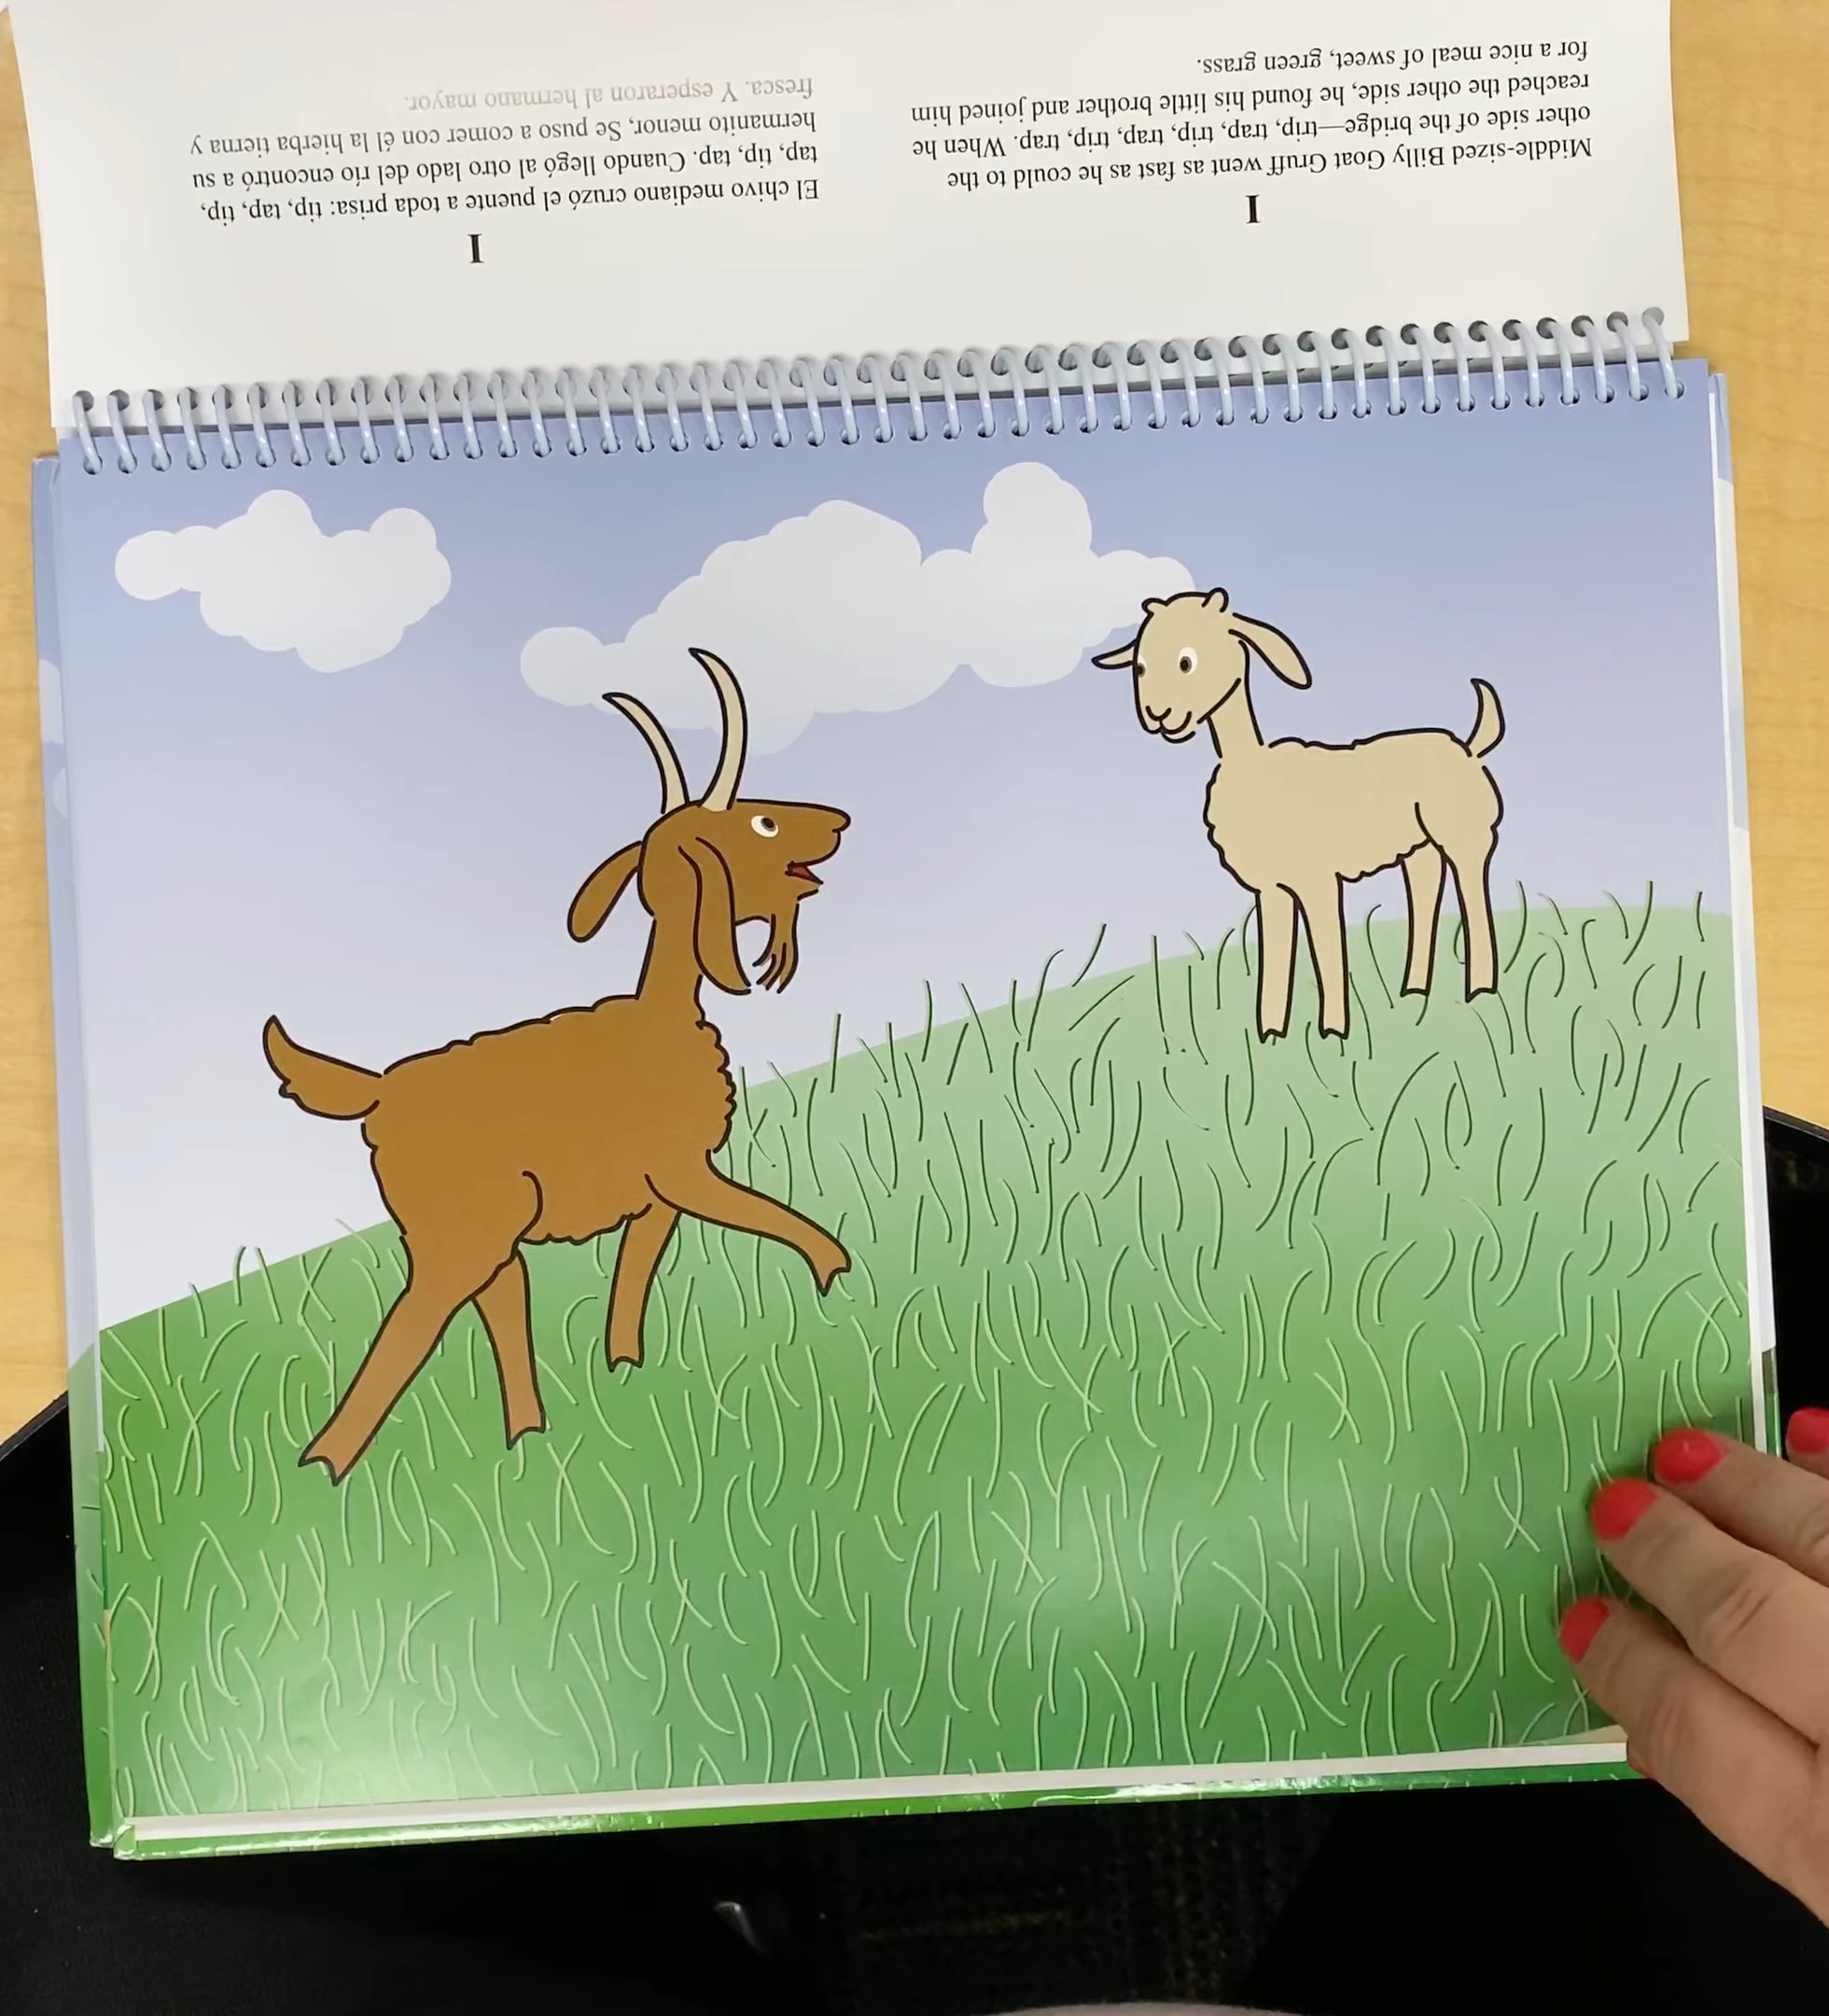 I
Middle-sized Billy Goat Gruff went as fast as he could to the
other side of the bridge—trip, trap, trip, trap, trip, trap. When he
reached the other side, he found his little brother and joined him
for a nice meal of sweet, green grass.
I
El chivo mediano cruzó el puente a toda prisa: tip, tap, tip,
tap, tip, tap. Cuando llegó al otro lado del río encontró a su
hermanito menor, Se puso a comer con él la hierba tierna y
fresca. Y esperaron al hermano mayor.